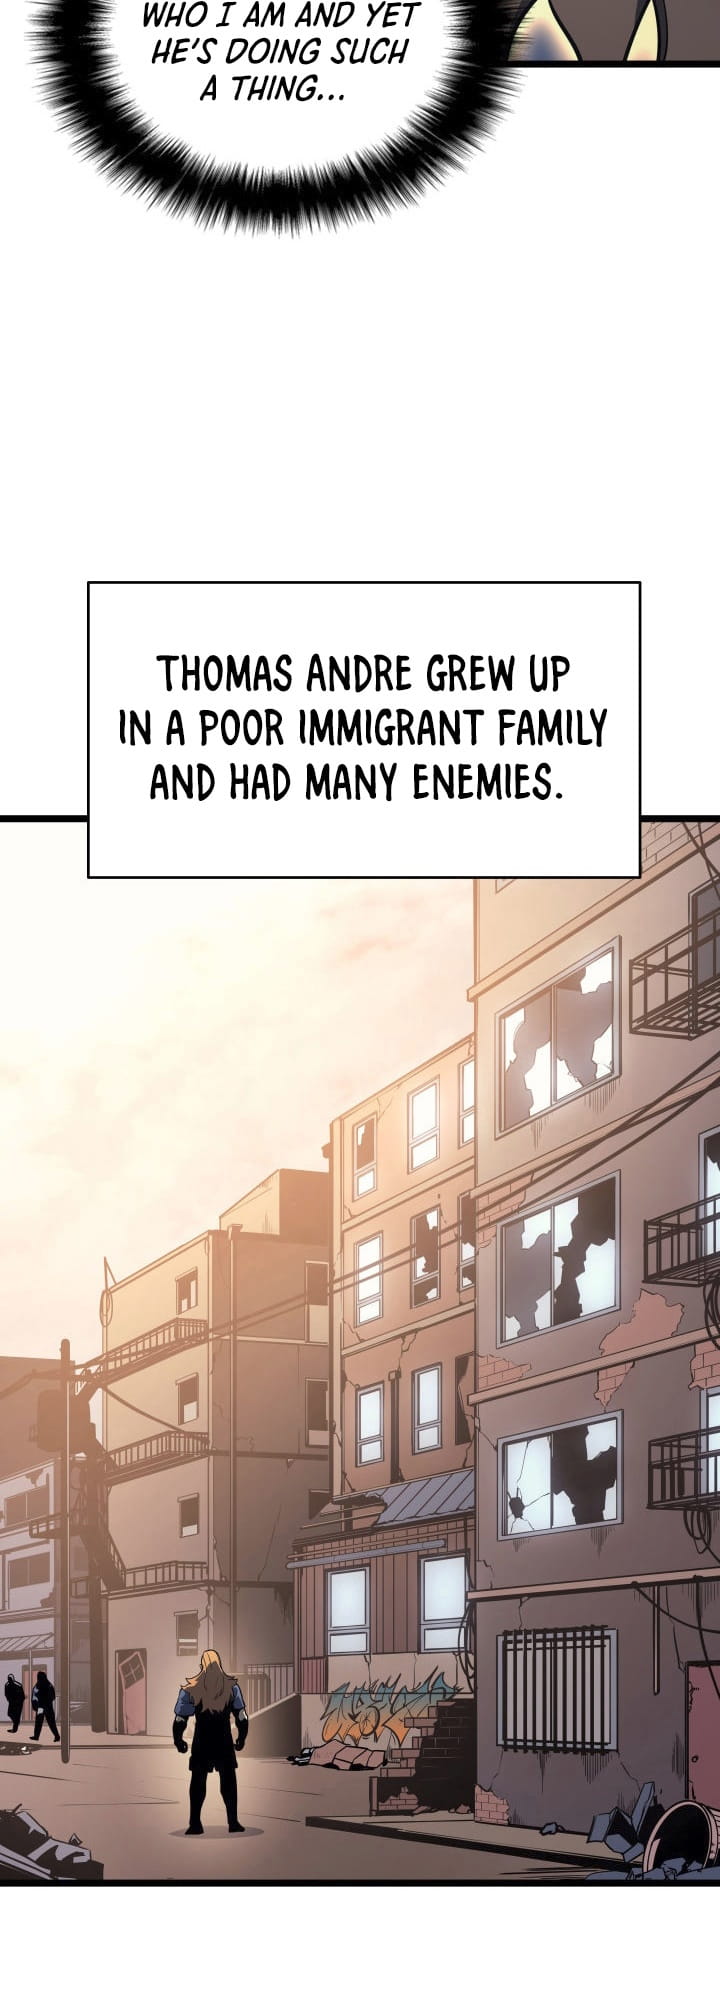 WHO I AM AND YET
HE'S DOING SUCH
A THING...
THOMAS ANDRE GREW UP
IN A POOR IMMIGRANT FAMILY
AND HAD MANY ENEMIES.